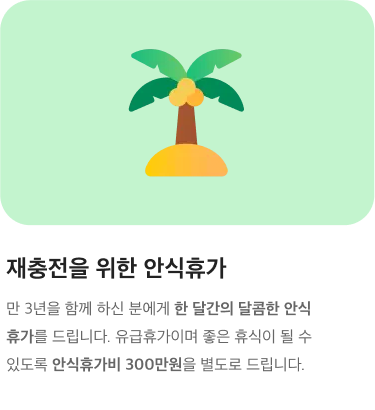 재충전을 위한 안식휴가
만 3년을 함께 하신 분에게 한 달간의 달콤한 안식
휴가를 드립니다. 유급휴가이며 좋은 휴식이 될 수
있도록 안식휴가비 300만원을 별도로 드립니다.